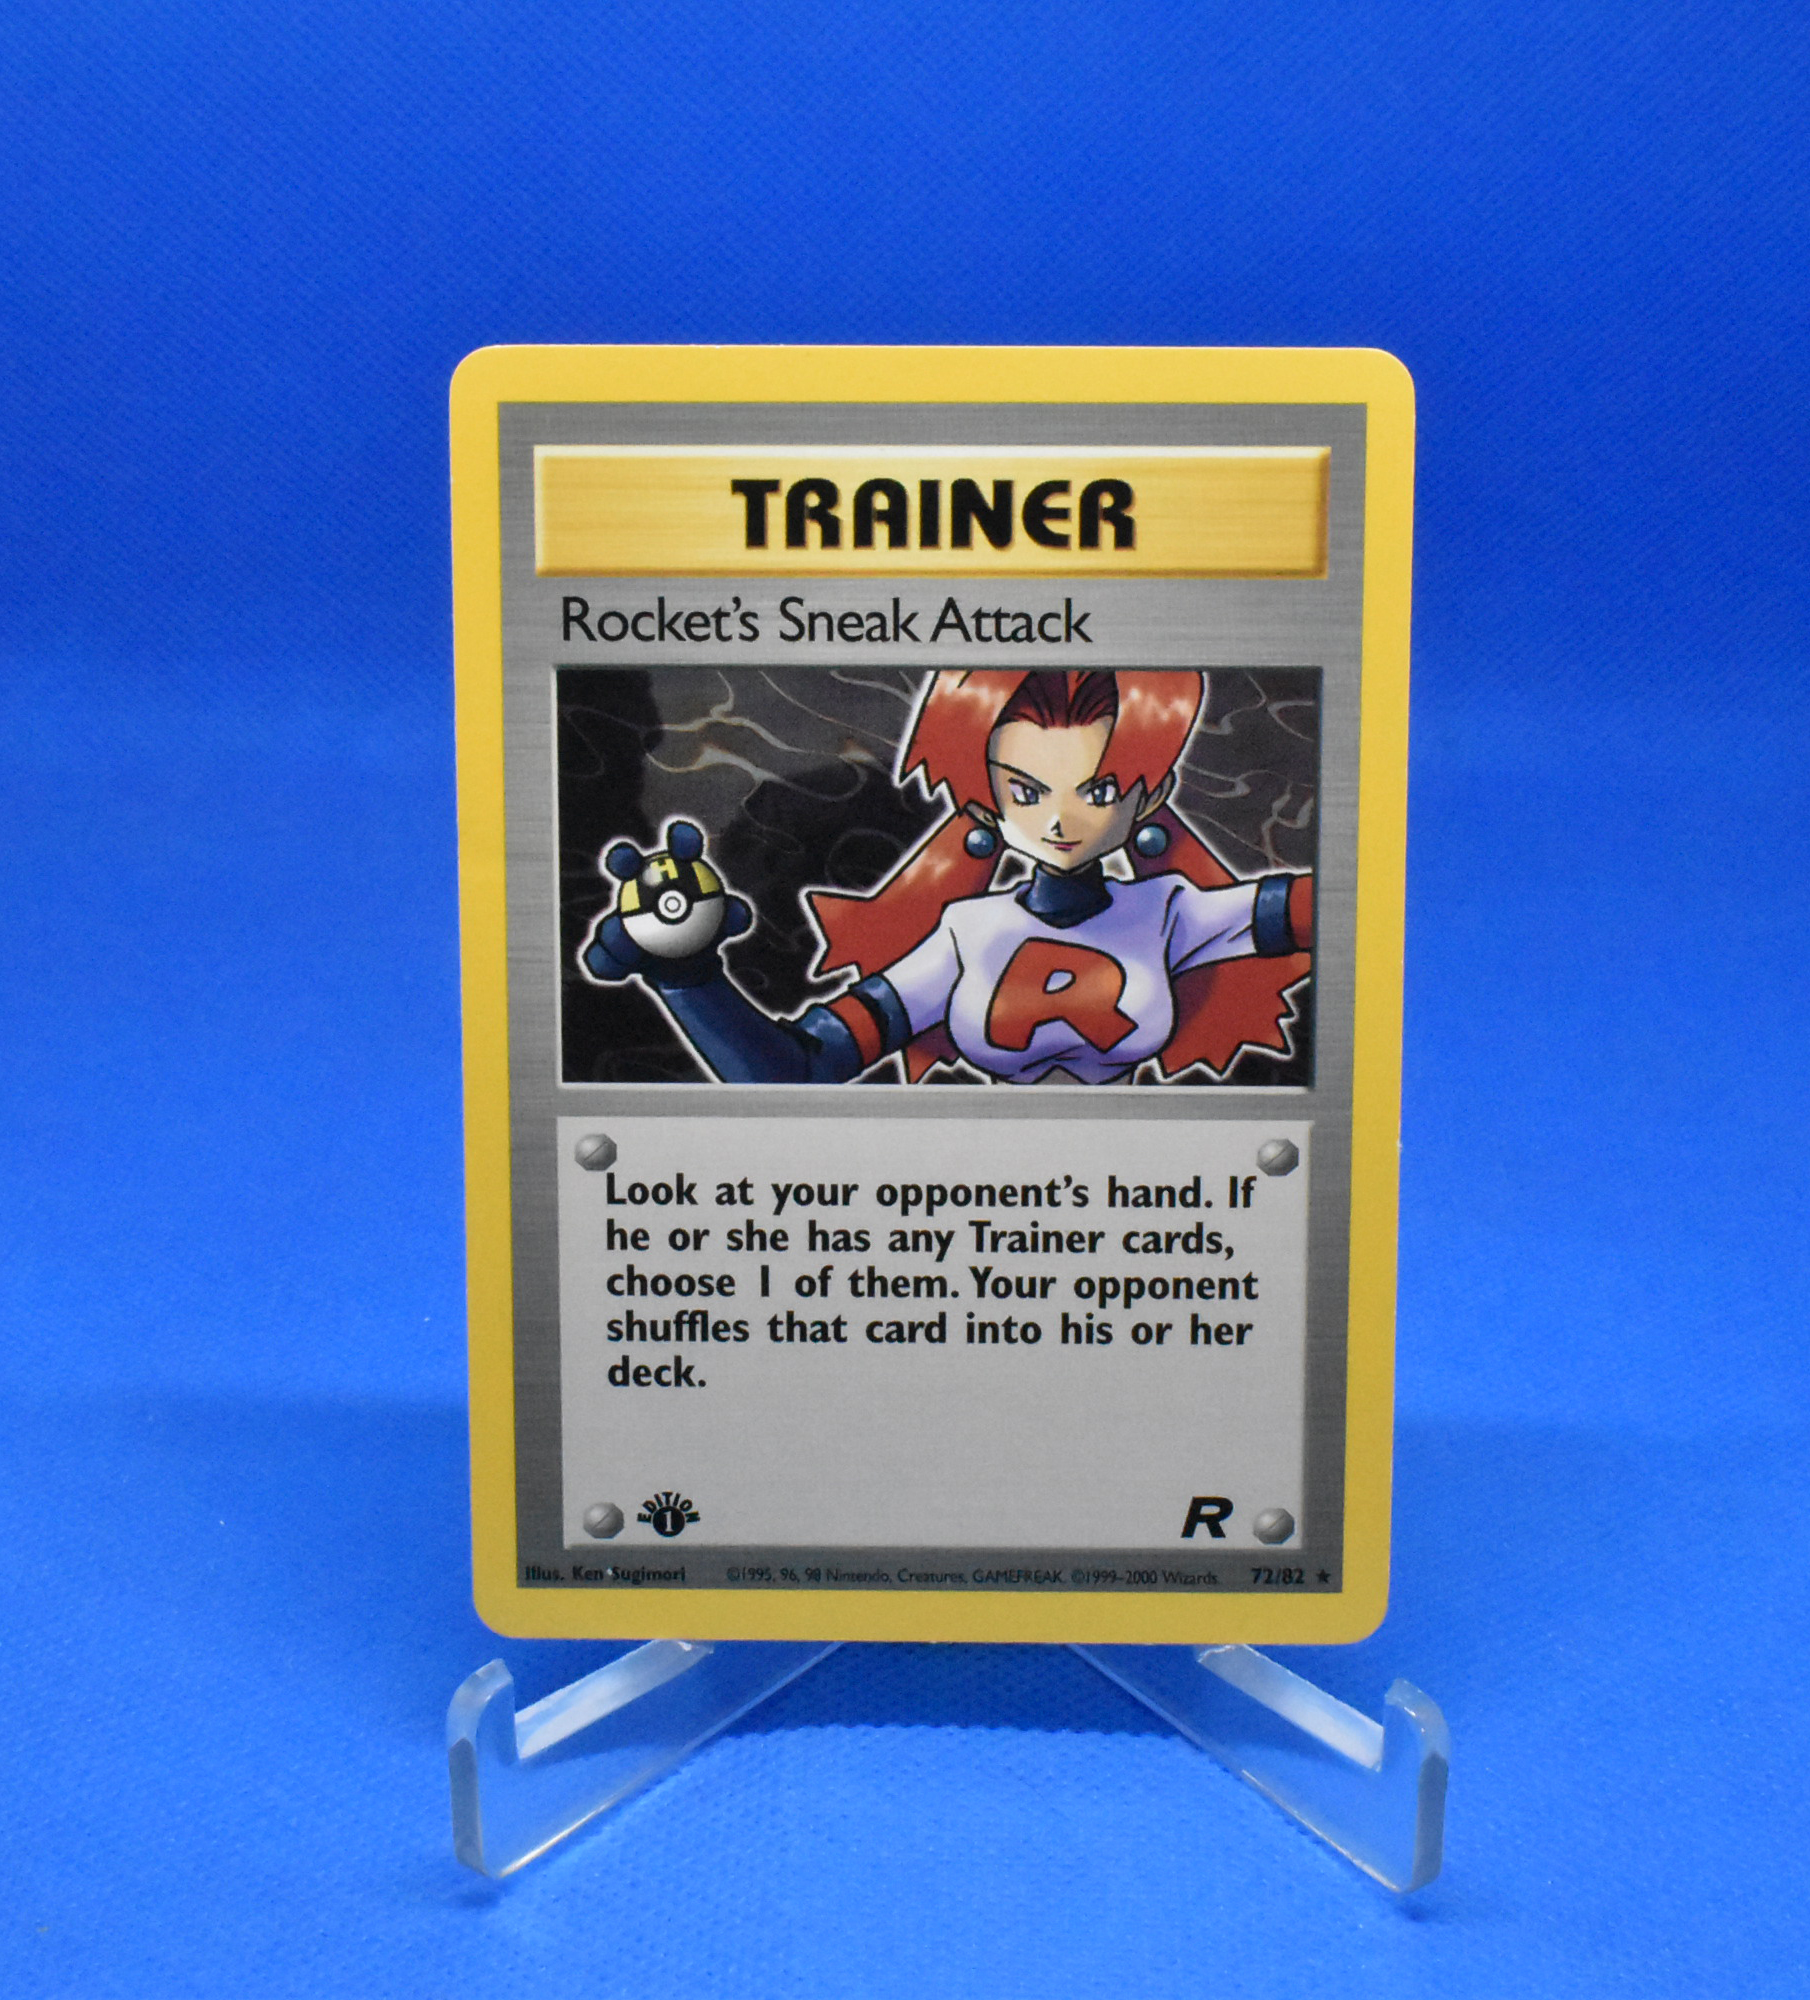 TRAINER
Rocket's Sneak Attack
R
Look at your opponent's hand. If
he or she has any Trainer cards,
choose 1 of them. Your opponent
shuffles that card into his or her
deck.
EDITION
1
R
Illus. Ken Sugimori ©1995, 96, 98 Nintendo, Creatures, GAMEFREAK. ©1999-2000 Wizards. 72/82 ★